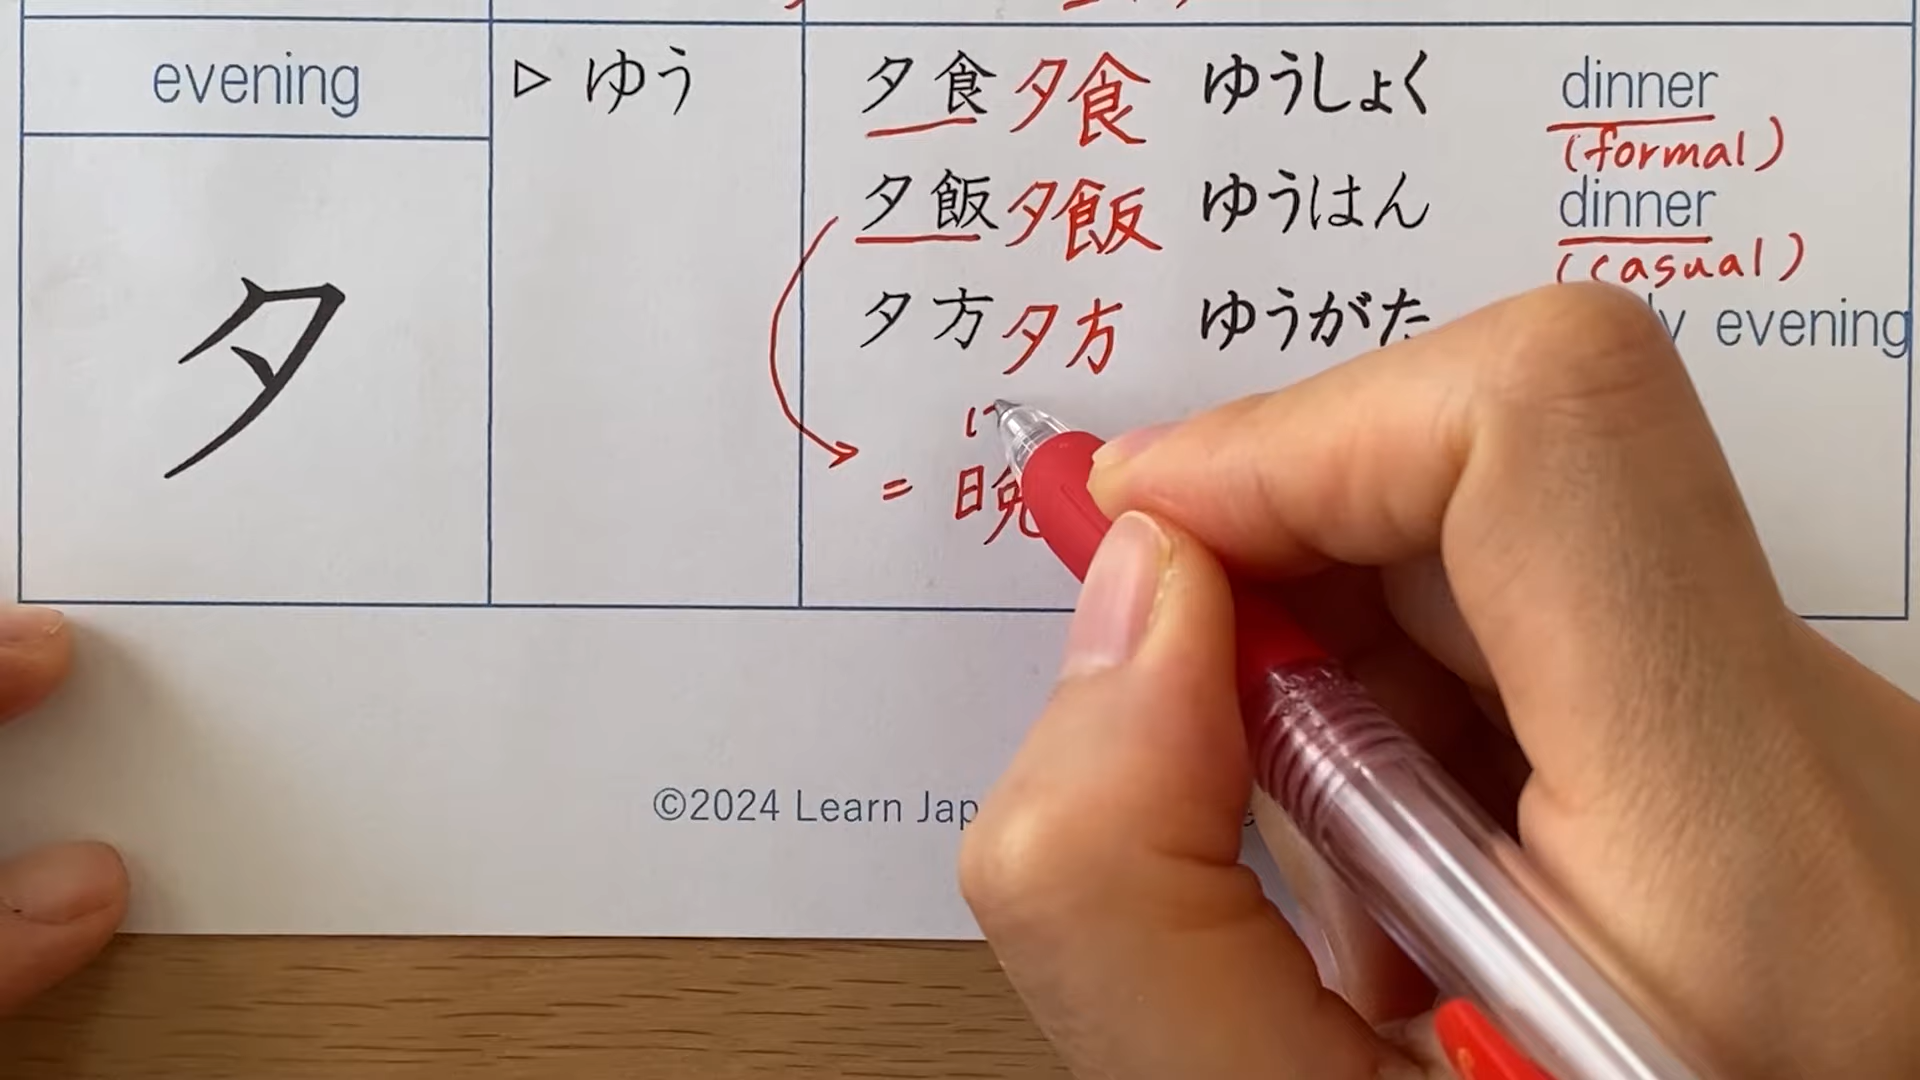 evening
▷ ゆう
夕
夕食 夕食 ゆうしょく dinner
(formal)
夕飯 夕飯 ゆうはん dinner
(casual)
夕方 夕方 ゆうがた evening
= 晩
©2024 Learn